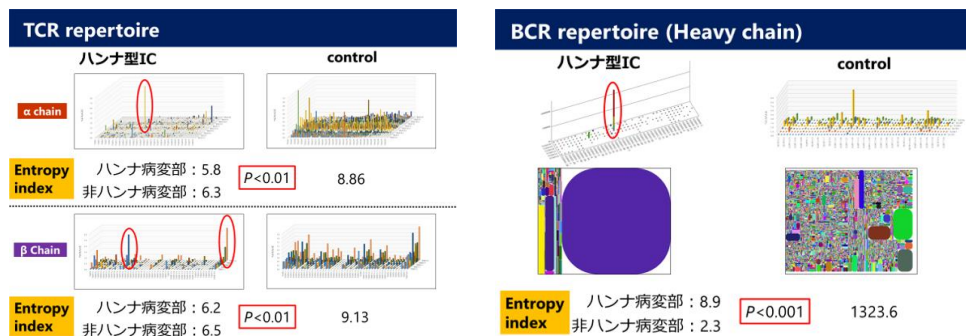 TCR repertoire
ハンナ型IC
control
α chain
Entropy index
ハンナ病変部：5.8
非ハンナ病変部：6.3
P<0.01
8.86
β Chain
Entropy index
ハンナ病変部：6.2
非ハンナ病変部：6.5
P<0.01
9.13
BCR repertoire (Heavy chain)
ハンナ型IC
control
Entropy index
ハンナ病変部：8.9
非ハンナ病変部：2.3
P<0.001
1323.6